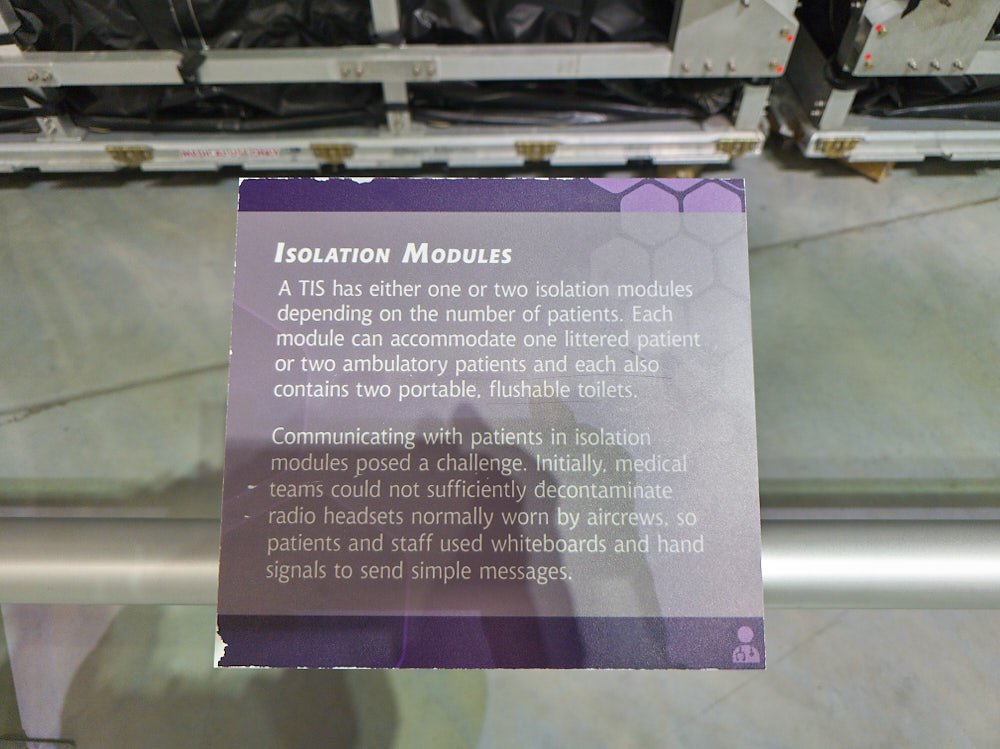 ISOLATION MODULES
A TIS has either one or two isolation modules
depending on the number of patients. Each
module can accommodate one littered patient
or two ambulatory patients and each also
contains two portable, flushable toilets.
Communicating with patients in isolation
modules posed a challenge. Initially, medical
teams could not sufficiently decontaminate
radio headsets normally worn by aircrews, so
patients and staff used whiteboards and hand
signals to send simple messages.